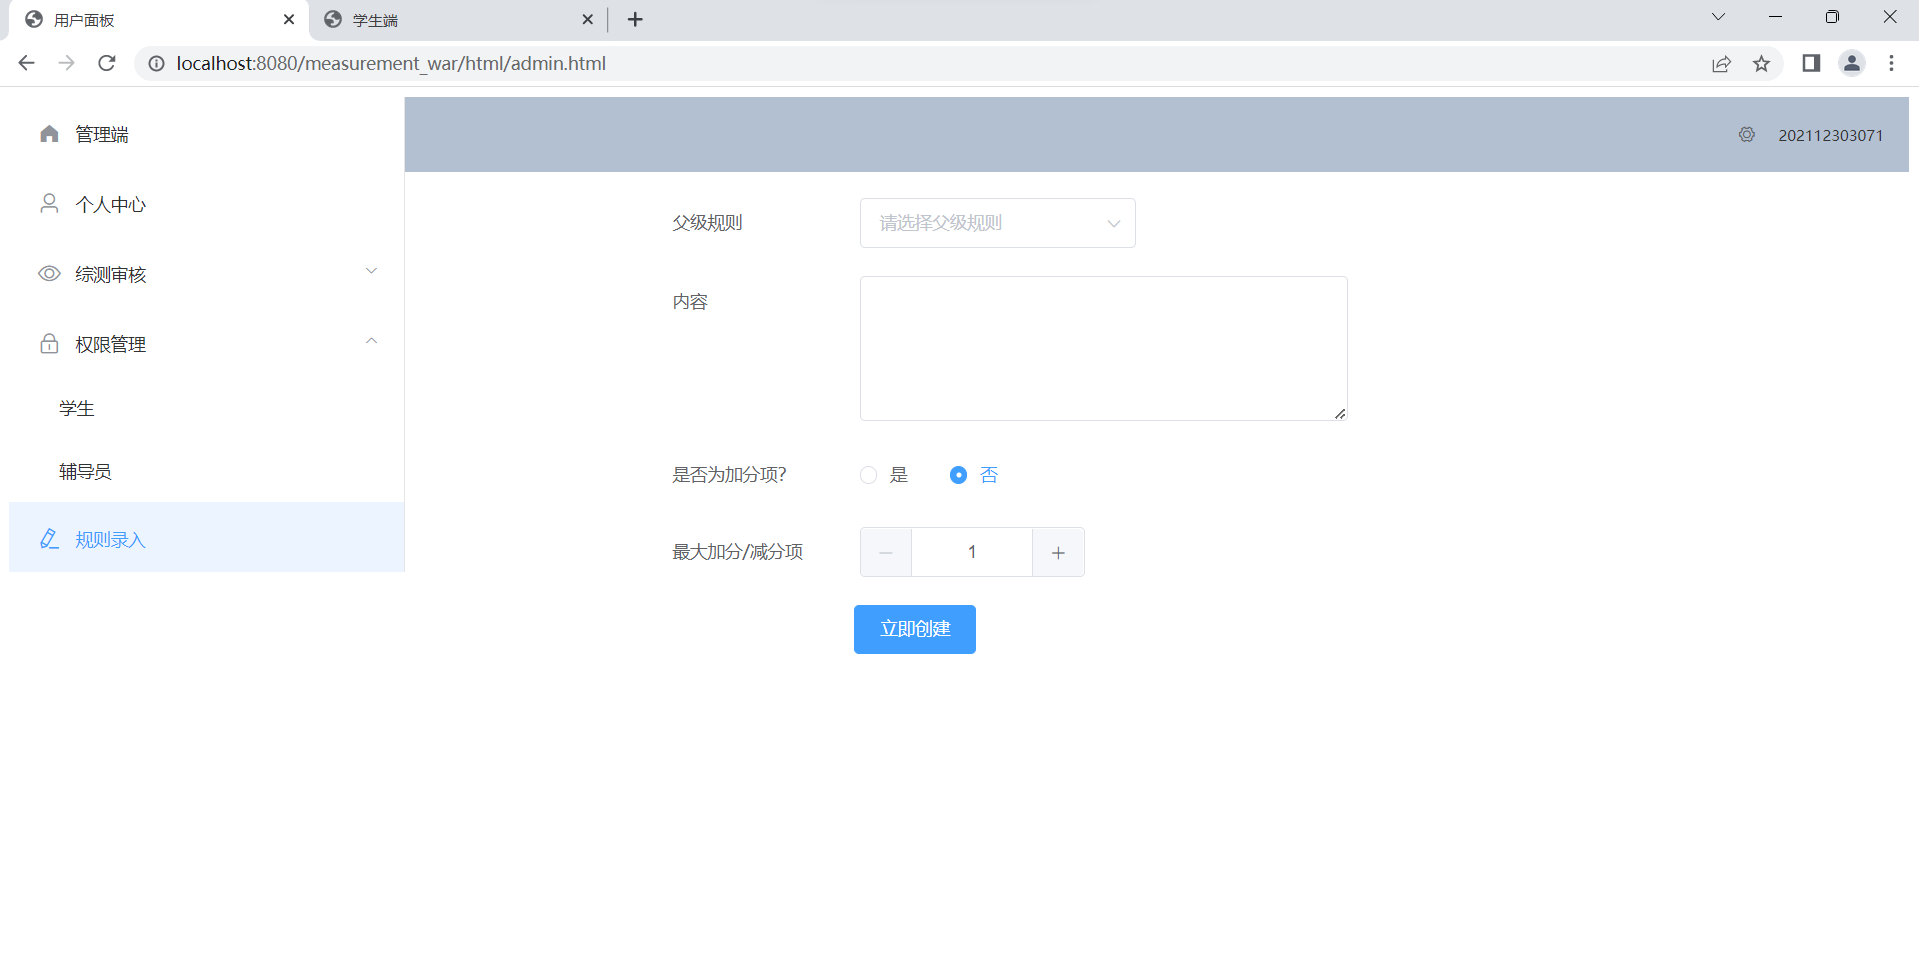 用户面板
学生端
localhost:8080/measurement_war/html/admin.html
管理端
202112303071
个人中心
综测审核
权限管理
学生
辅导员
规则录入
父级规则
请选择父级规则
内容
是否为加分项?
是
否
最大加分/减分项
1
立即创建